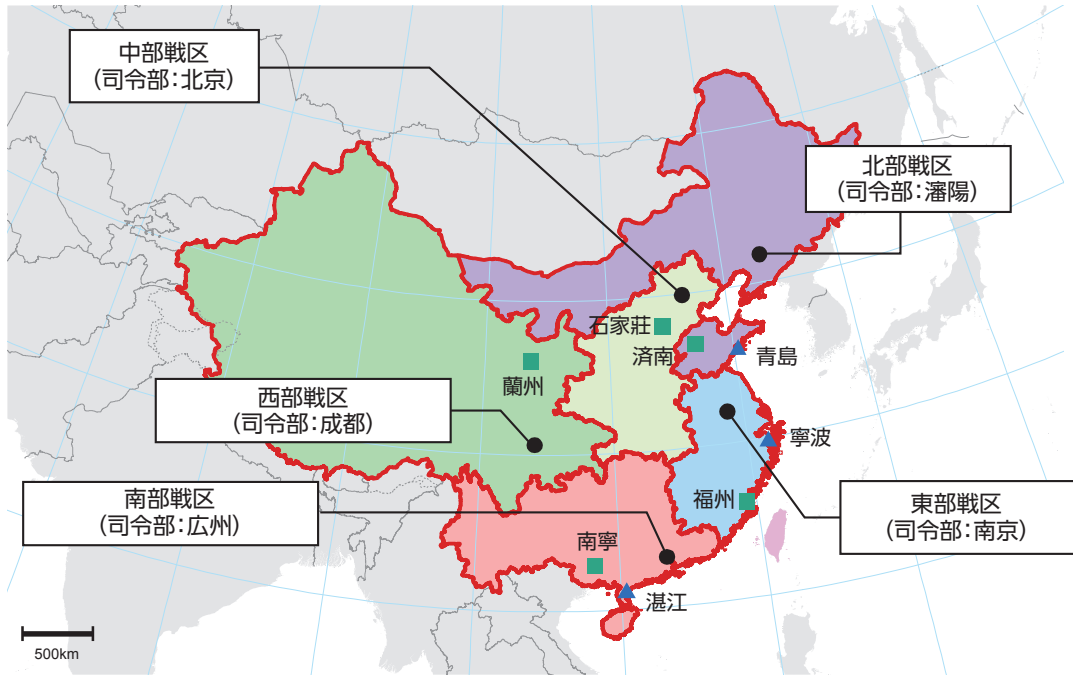 中部戦区
(司令部：北京)
北部戦区
(司令部：瀋陽)
石家荘
済南
青島
蘭州
西部戦区
(司令部：成都)
寧波
南部戦区
(司令部：広州)
福州
東部戦区
(司令部：南京)
南寧
湛江
500km